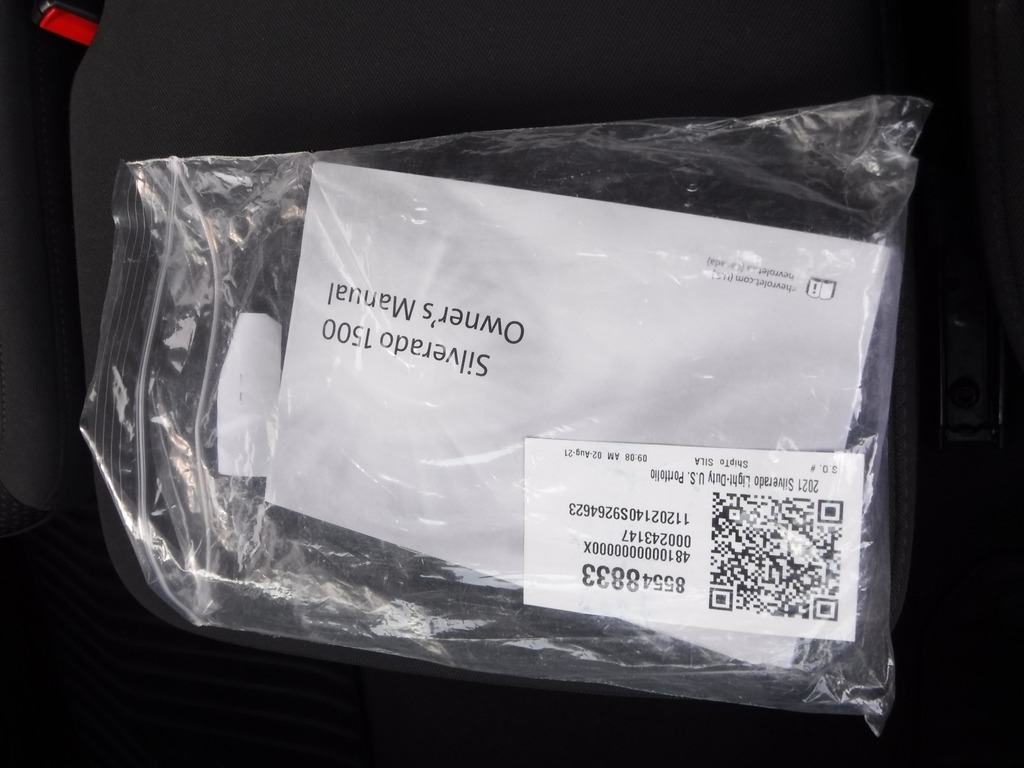 Silverado 1500
Owner's Manual
chevrolet.com (U.S.)
85548833
48100000000000X
000243147
11202140S9264623
2021 Silverado Light-Duty U.S. Portfolio
S.O. # ShipTo SILA 09:08 AM 02-Aug-21